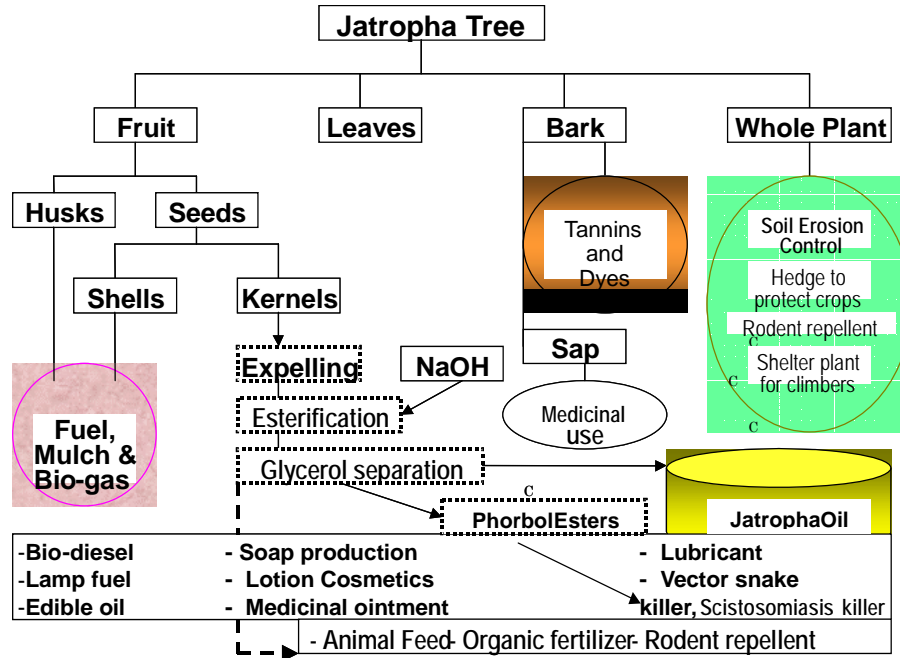 Jatropha Tree
Fruit
Leaves
Bark
Whole Plant
Husks
Seeds
Tannins
and
Dyes
Soil Erosion
Control
Hedge to
protect crops
Rodent repellent
c
Shelter plant
for climbers
c
c
Shells
Kernels
Expelling
NaOH
Sap
Esterification
Medicinal
use
Fuel,
Mulch &
Bio-gas
Glycerol separation
c
PhorbolEsters
JatrophaOil
-Bio-diesel
-Lamp fuel
-Edible oil
- Soap production
- Lotion Cosmetics
- Medicinal ointment
- Lubricant
- Vector snake
killer, Scistosomiasis killer
- Animal Feed- Organic fertilizer- Rodent repellent